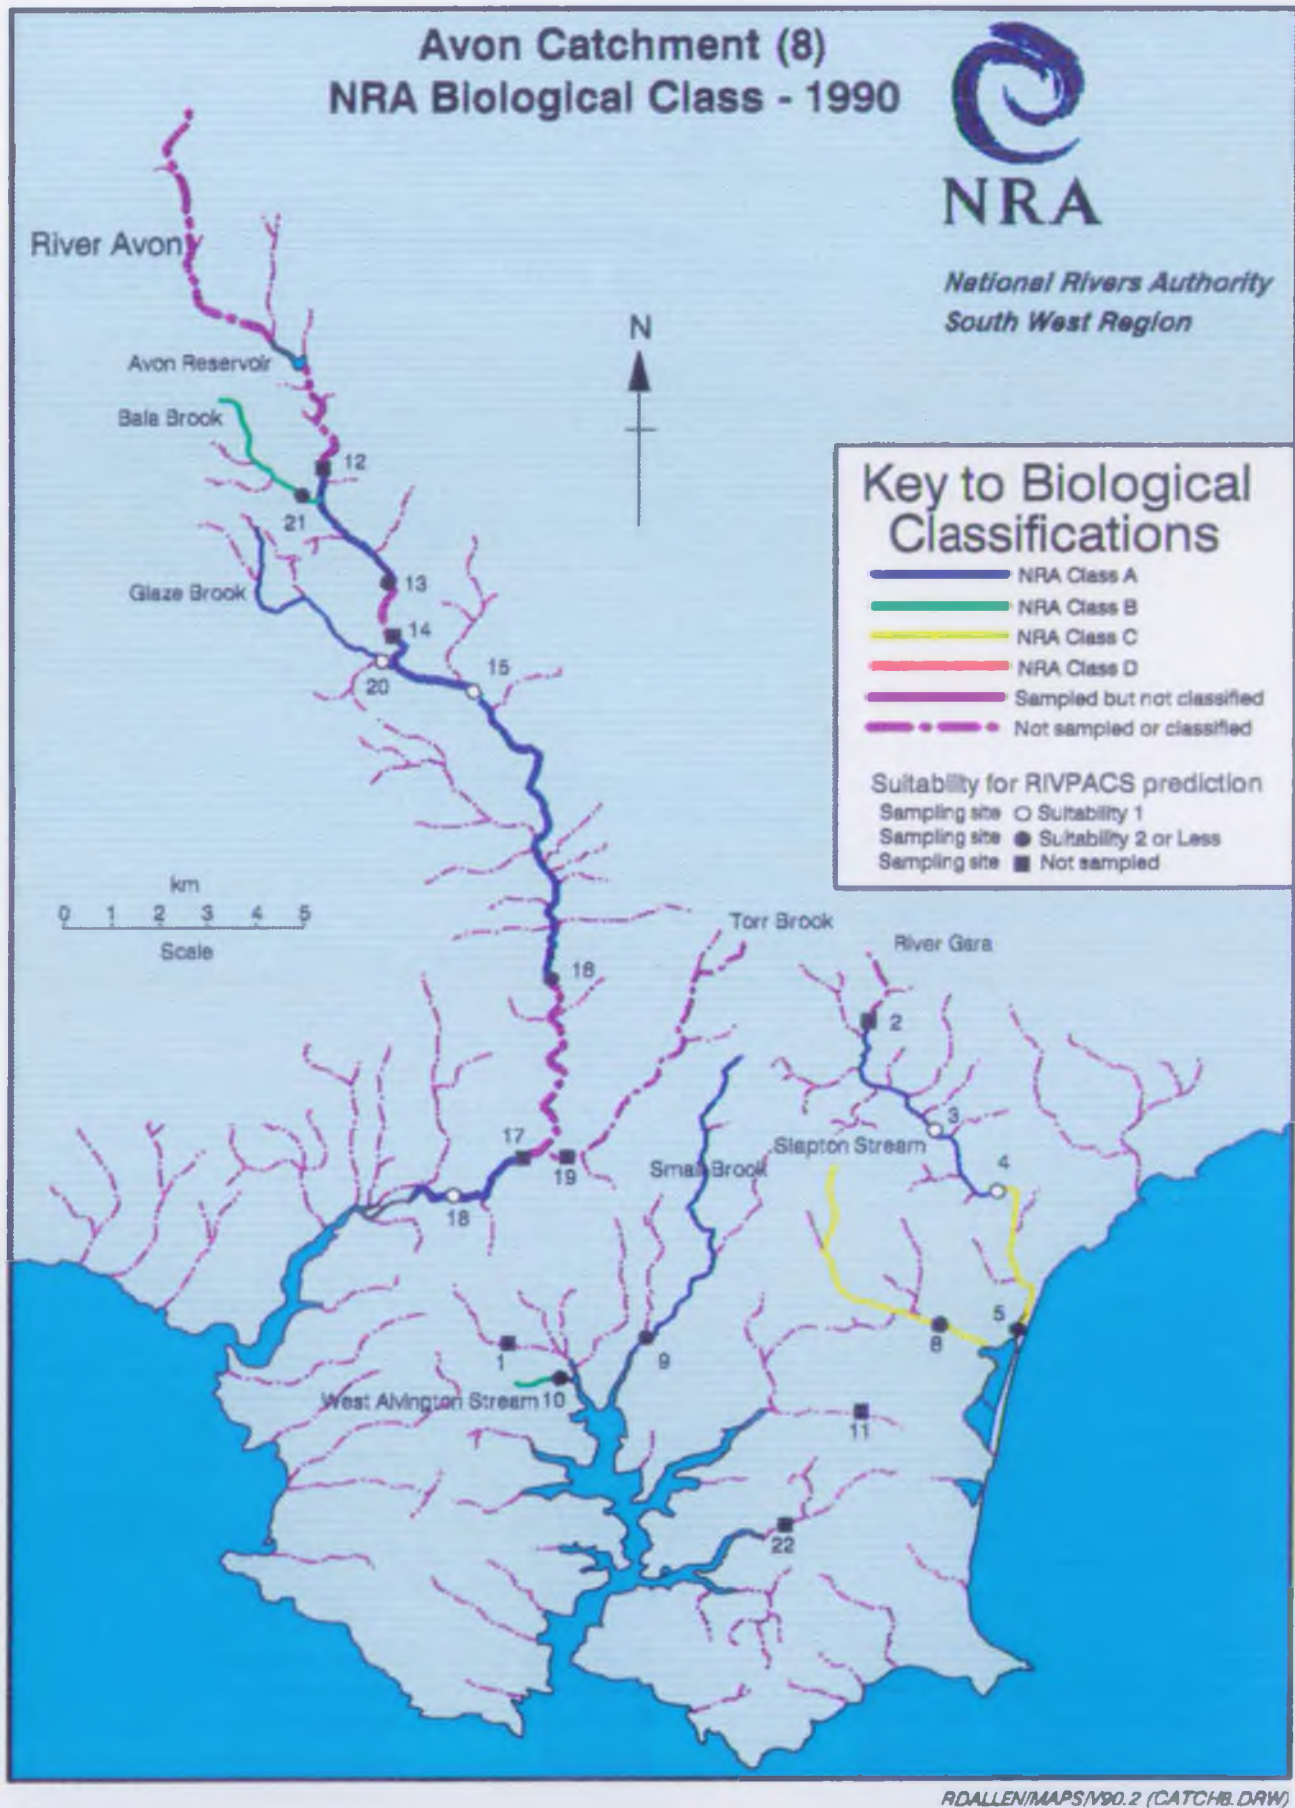 Avon Catchment (8)
NRA Biological Class - 1990
NRA
National Rivers Authority
South West Region
River Avon
N
Avon Reservoir
Bala Brook
12
21
Glaze Brook
13
14
20
15
Key to Biological
Classifications
NRA Class A
NRA Class B
NRA Class C
NRA Class D
Sampled but not classified
Not sampled or classified
Suitability for RIVPACS prediction
Sampling site Suitability 1
Sampling site Suitability 2 or Less
Sampling site Not sampled
km
0 1 2 3 4 5
Scale
Torr Brook
River Gara
16
2
3
17
19
Small Brook
Slapton Stream
4
18
1
9
8
5
West Alvington Stream 10
11
22
RDALLEN/MAPS/V90.2 (CATCH8.DRW)